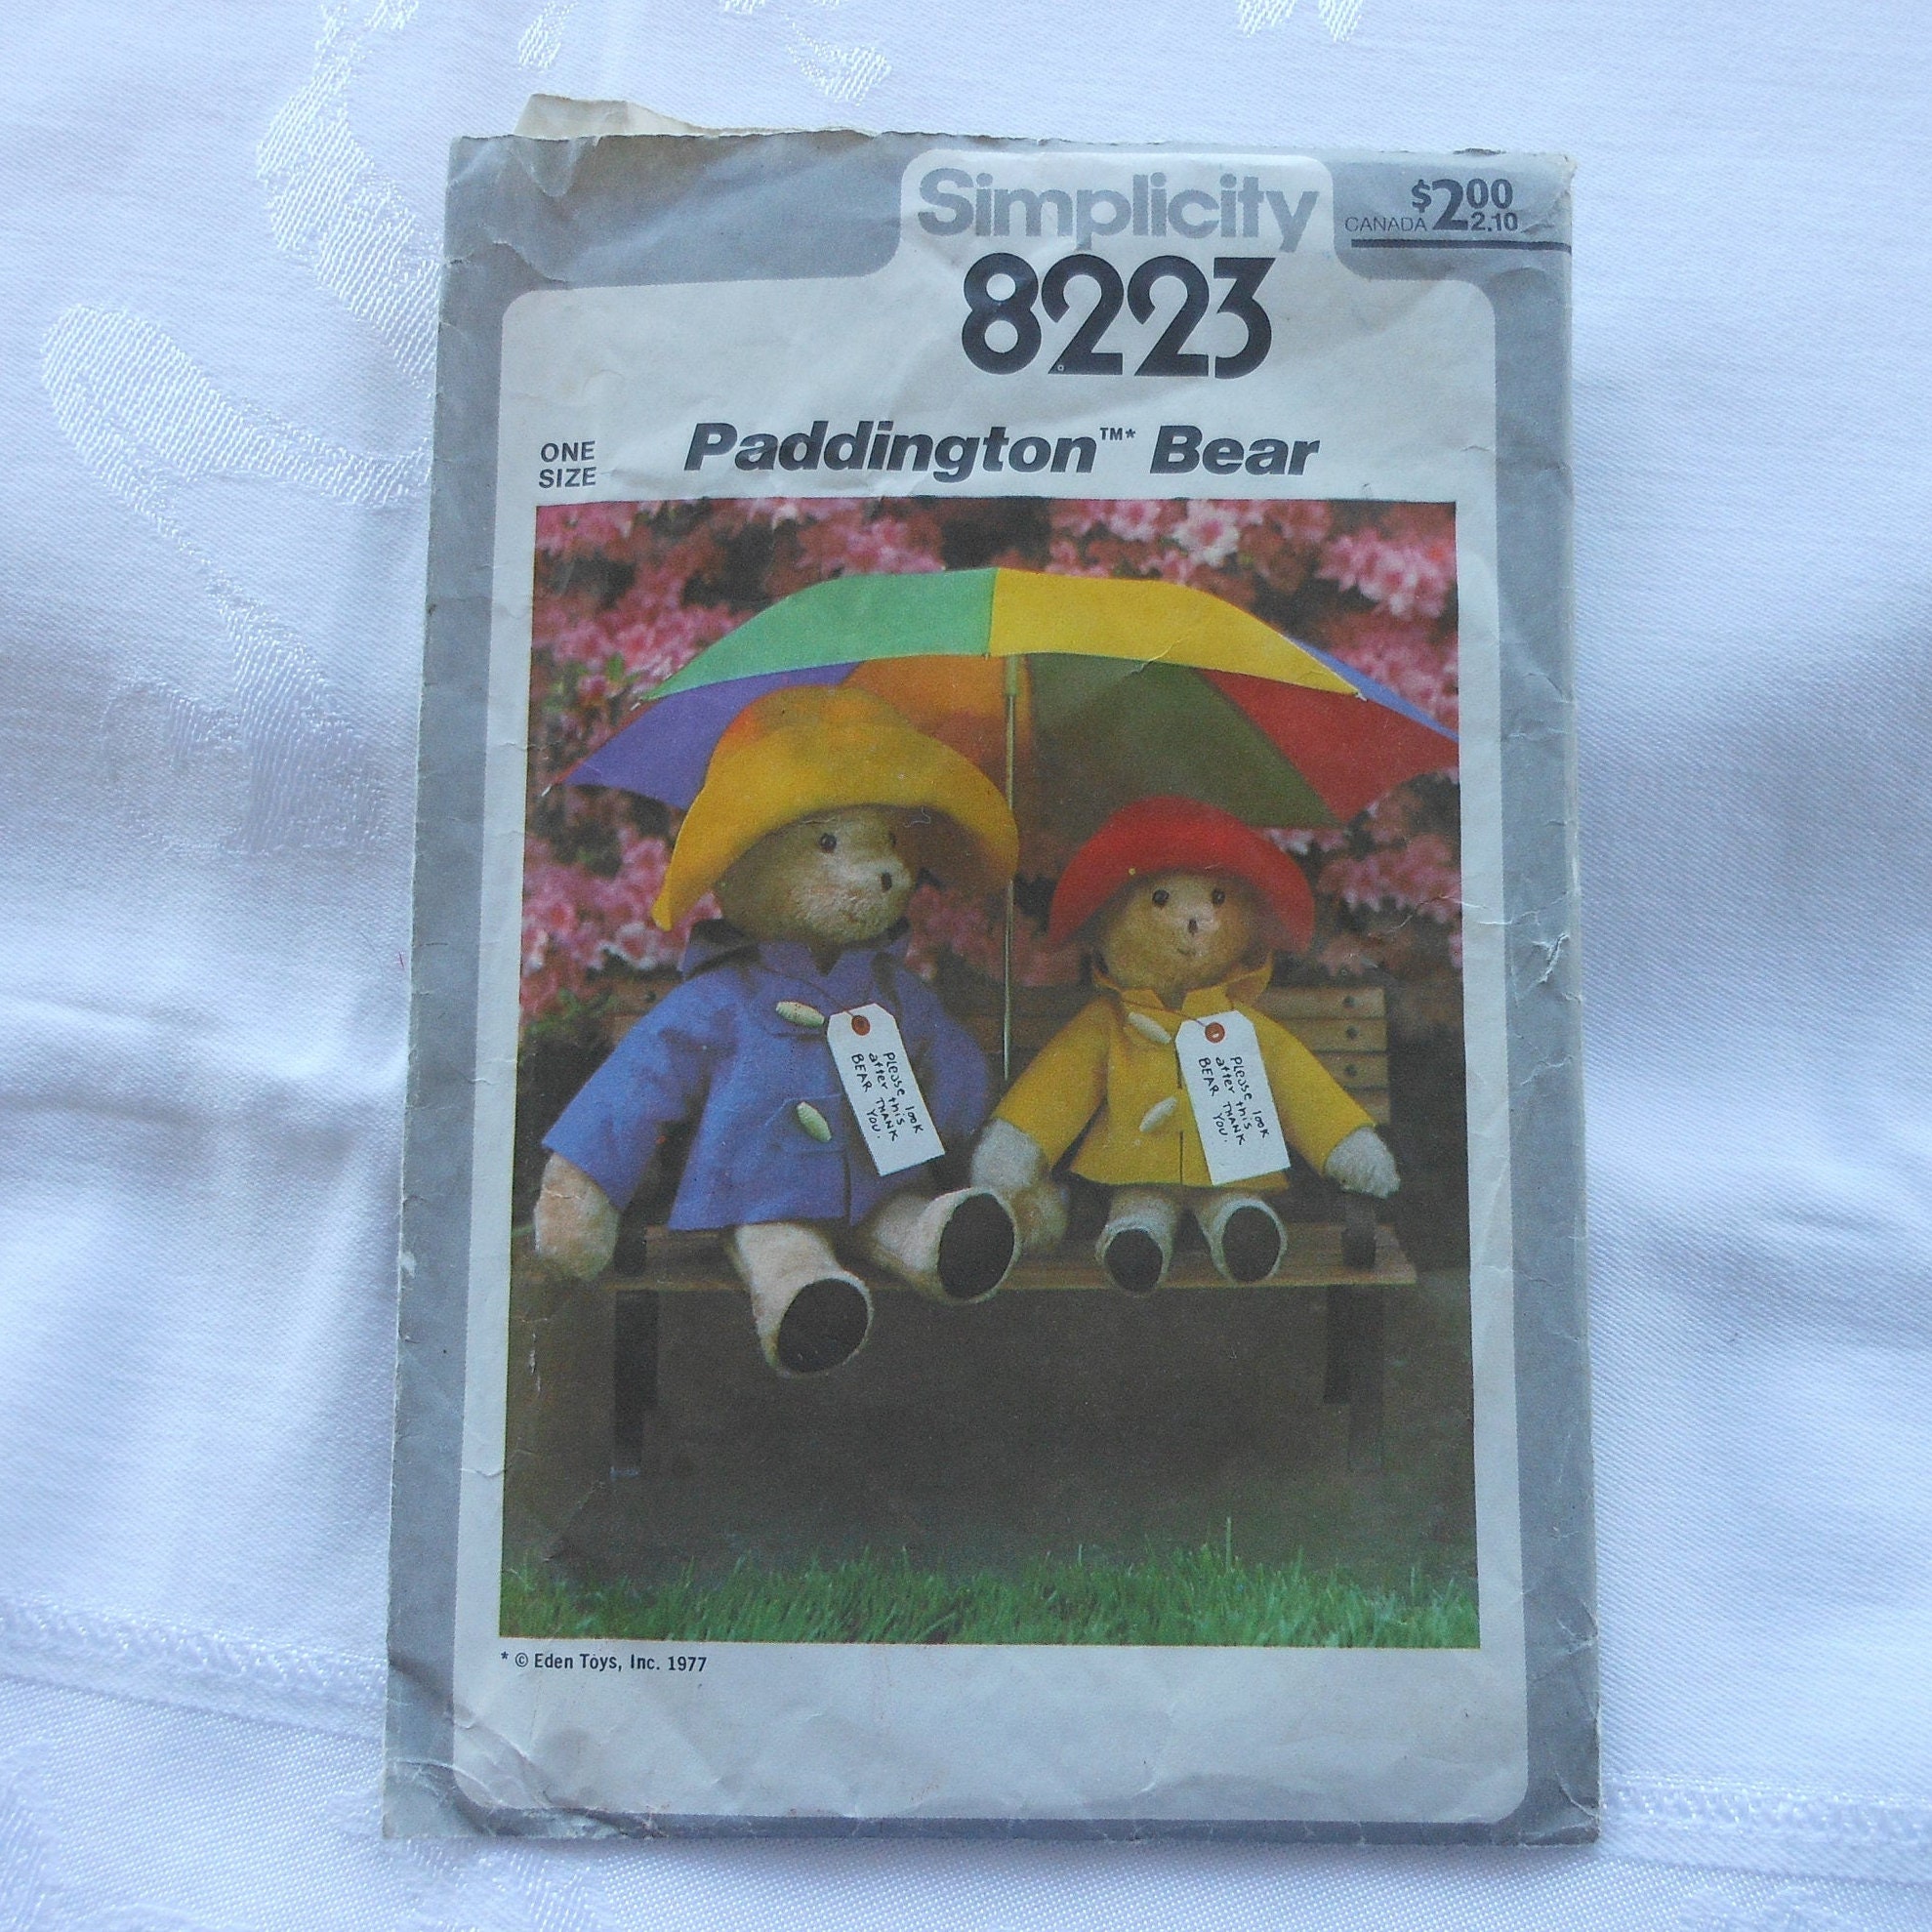 Simplicity
$2.00
CANADA 2.10
8223
ONE
SIZE
Paddington™* Bear
PLease look
after this
BEAR THANK
YOU.
PLease look
after this
BEAR THANK
YOU.
* © Eden Toys, Inc. 1977